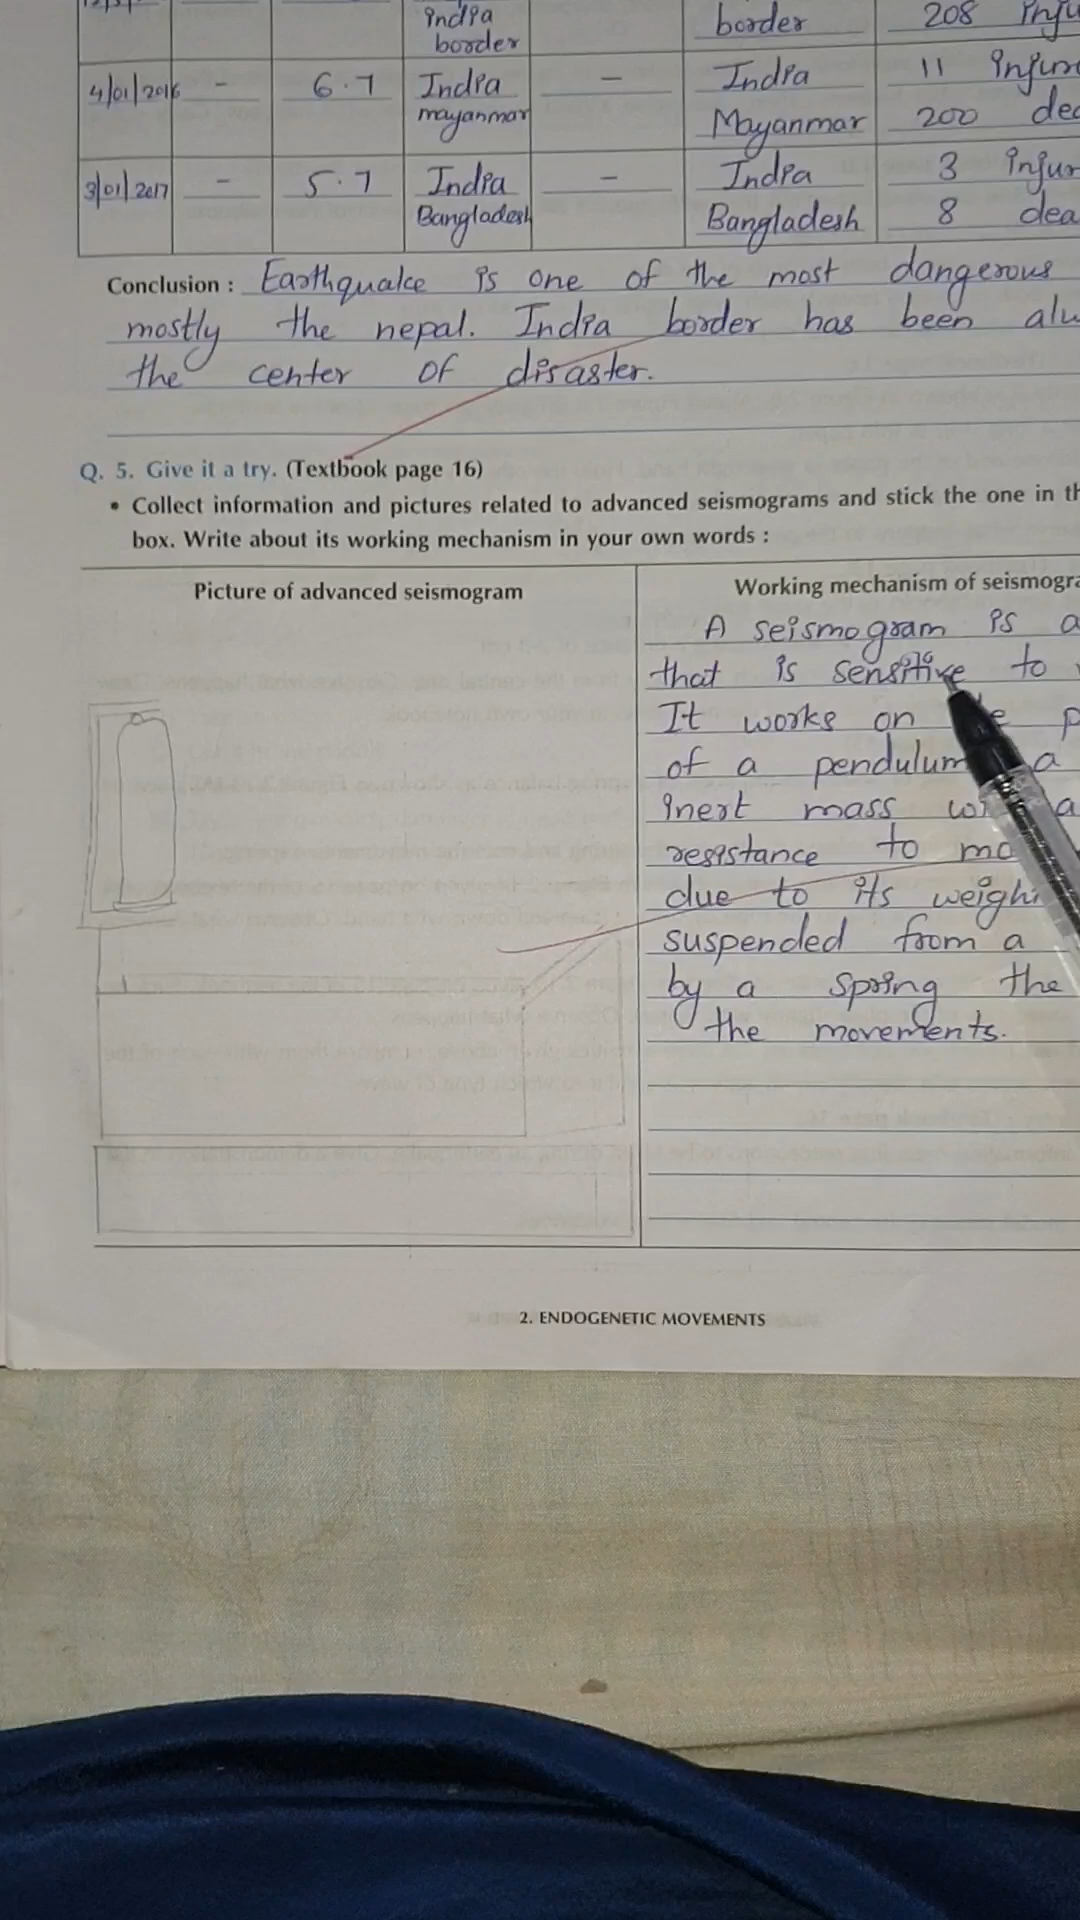 India border 208 inju
border
4/01/2016 - 6.7 India - India 11 injur
mayanmar Mayanmar 200 dea
3/01/2017 - 5.7 India - India 3 injur
Bangladesh Bangladesh 8 dea
Conclusion : Earthquake is one of the most dangerous
mostly the nepal. India border has been alw
the center of disaster.
Q. 5. Give it a try. (Textbook page 16)
• Collect information and pictures related to advanced seismograms and stick the one in th
box. Write about its working mechanism in your own words :
Picture of advanced seismogram
Working mechanism of seismogra
A seismogram is a
that is sensitive to
It works on p
of a pendulum a
inert mass a
resistance to mo
due to its weigh
suspended from a
by a spring the
the movements.
2. ENDOGENETIC MOVEMENTS